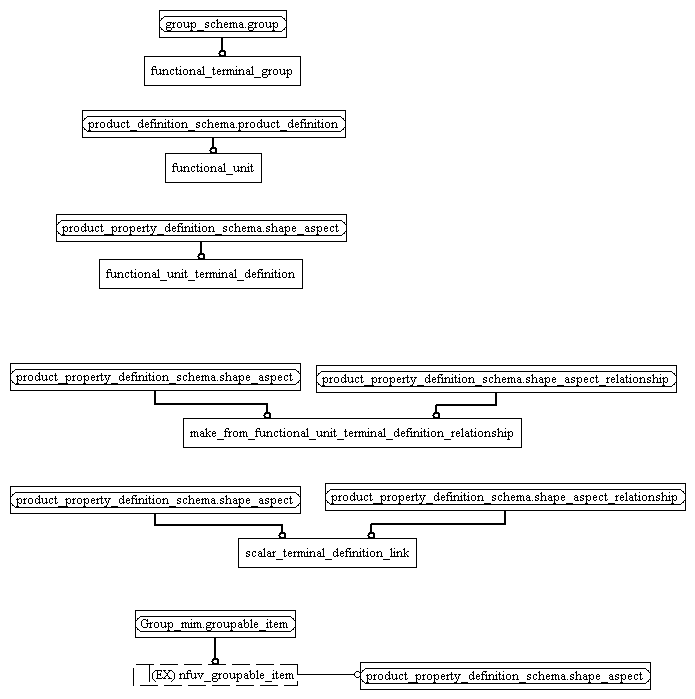 group_schema.group
functional_terminal_group
product_definition_schema.product_definition
functional_unit
product_property_definition_schema.shape_aspect
functional_unit_terminal_definition
product_property_definition_schema.shape_aspect
product_property_definition_schema.shape_aspect_relationship
make_from_functional_unit_terminal_definition_relationship
product_property_definition_schema.shape_aspect
product_property_definition_schema.shape_aspect_relationship
scalar_terminal_definition_link
Group_mim.groupable_item
(EX) nfuv_groupable_item
product_property_definition_schema.shape_aspect